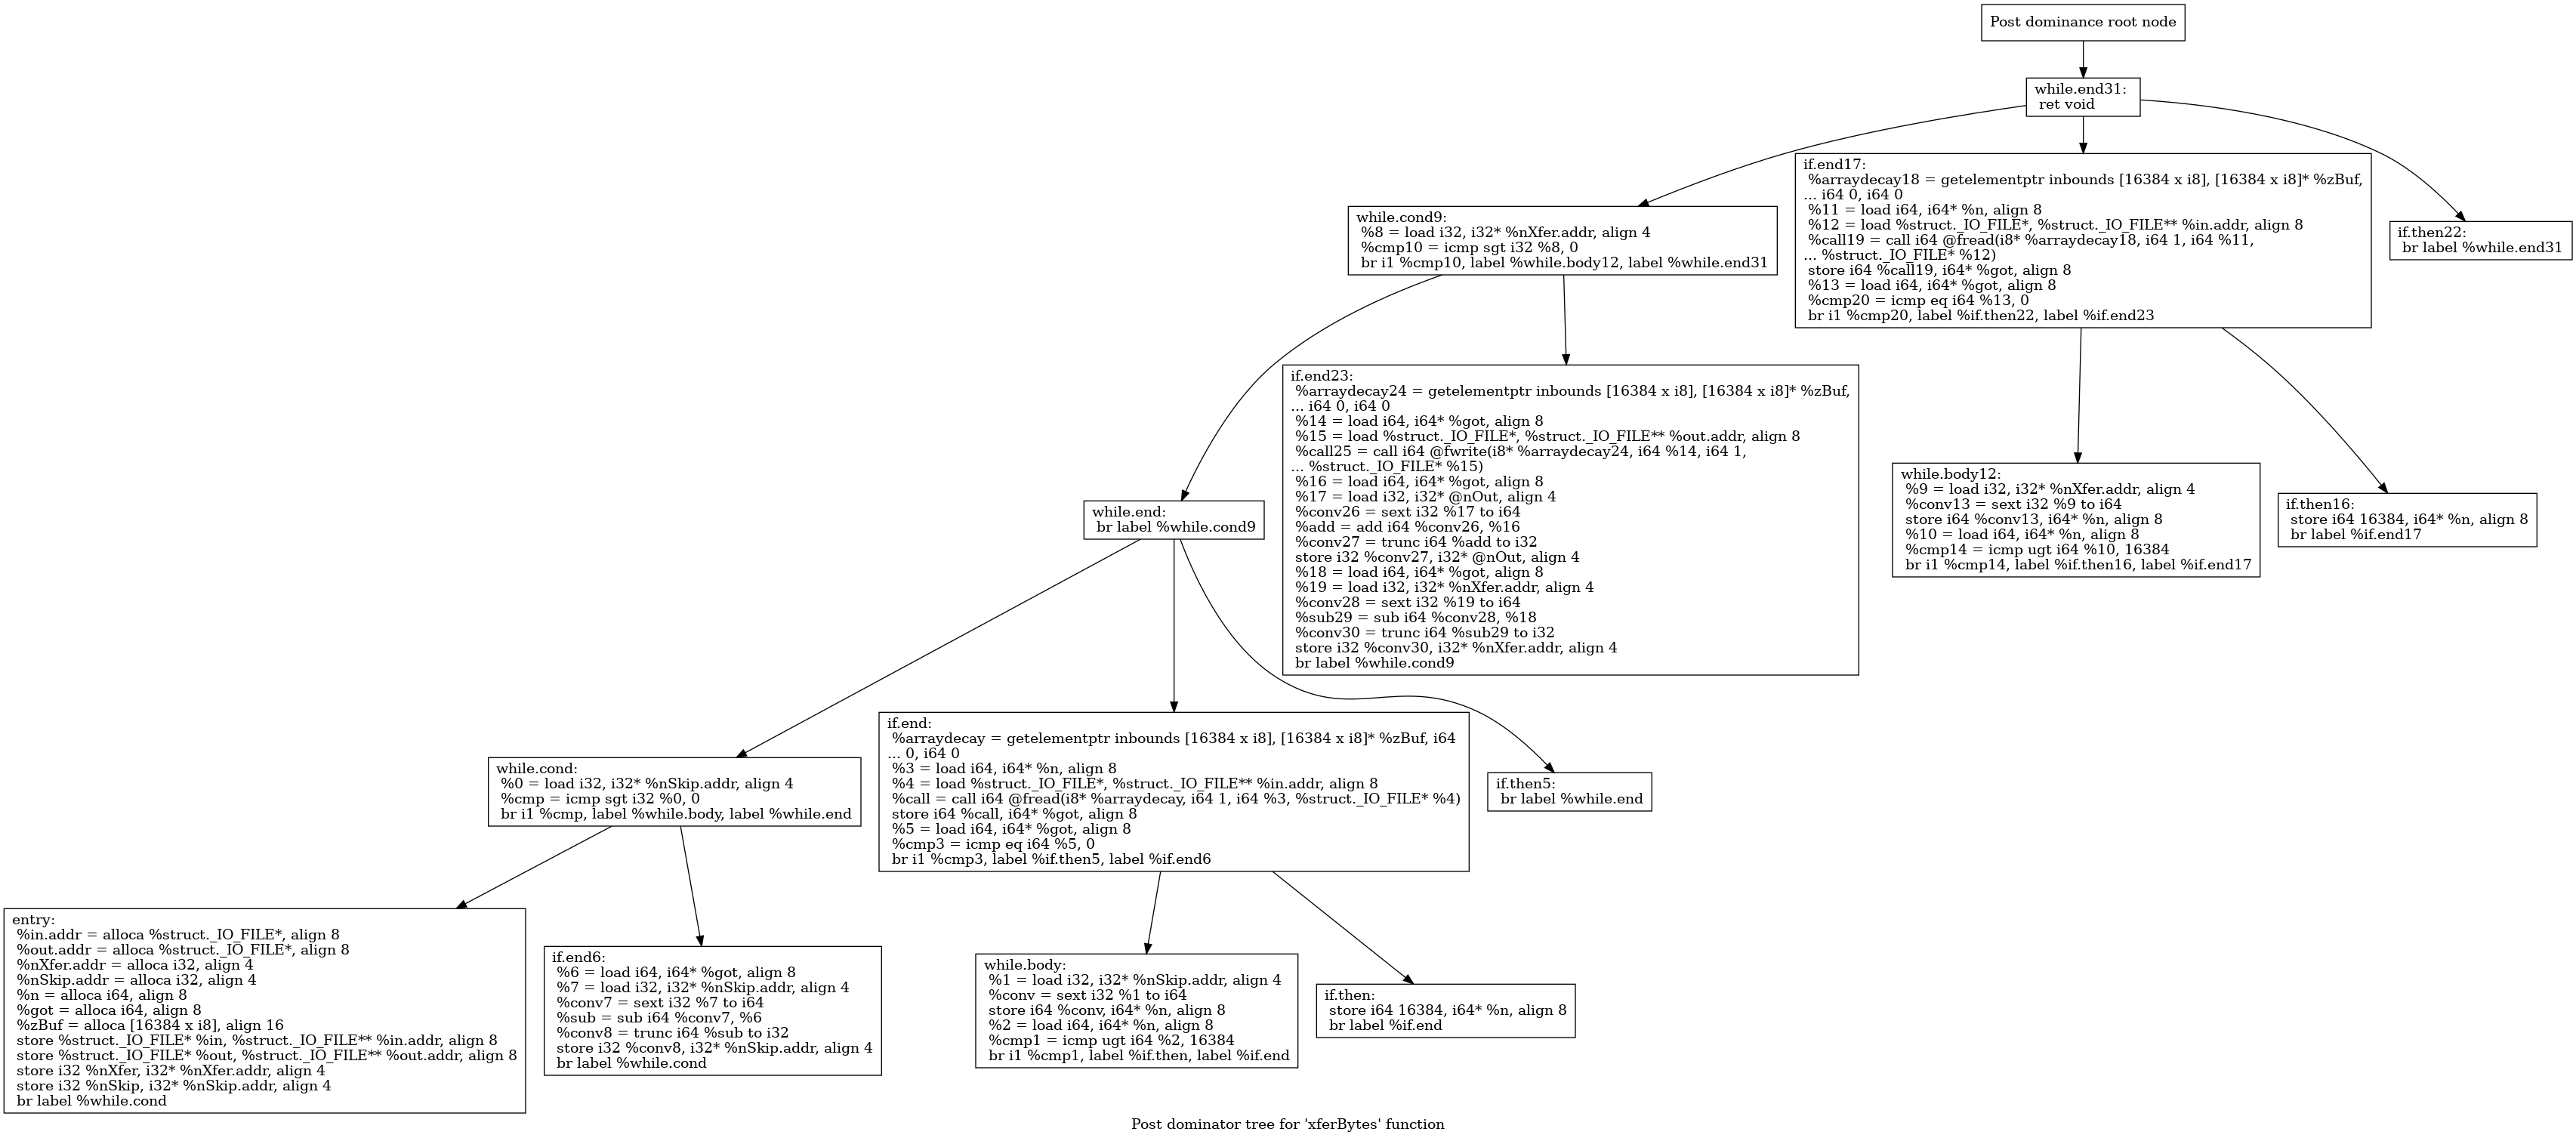 Post dominance root node
while.end31:
ret void
while.cond9:
%8 = load i32, i32* %nXfer.addr, align 4
%cmp10 = icmp sgt i32 %8, 0
br i1 %cmp10, label %while.body12, label %while.end31
if.end17:
%arraydecay18 = getelementptr inbounds [16384 x i8], [16384 x i8]* %zBuf,
... i64 0, i64 0
%11 = load i64, i64* %n, align 8
%12 = load %struct._IO_FILE*, %struct._IO_FILE** %in.addr, align 8
%call19 = call i64 @fread(i8* %arraydecay18, i64 1, i64 %11,
... %struct._IO_FILE* %12)
store i64 %call19, i64* %got, align 8
%13 = load i64, i64* %got, align 8
%cmp20 = icmp eq i64 %13, 0
br i1 %cmp20, label %if.then22, label %if.end23
if.then22:
br label %while.end31
while.end:
br label %while.cond9
if.end23:
%arraydecay24 = getelementptr inbounds [16384 x i8], [16384 x i8]* %zBuf,
... i64 0, i64 0
%14 = load i64, i64* %got, align 8
%15 = load %struct._IO_FILE*, %struct._IO_FILE** %out.addr, align 8
%call25 = call i64 @fwrite(i8* %arraydecay24, i64 %14, i64 1,
... %struct._IO_FILE* %15)
%16 = load i64, i64* %got, align 8
%17 = load i32, i32* @nOut, align 4
%conv26 = sext i32 %17 to i64
%add = add i64 %conv26, %16
%conv27 = trunc i64 %add to i32
store i32 %conv27, i32* @nOut, align 4
%18 = load i64, i64* %got, align 8
%19 = load i32, i32* %nXfer.addr, align 4
%conv28 = sext i32 %19 to i64
%sub29 = sub i64 %conv28, %18
%conv30 = trunc i64 %sub29 to i32
store i32 %conv30, i32* %nXfer.addr, align 4
br label %while.cond9
while.body12:
%9 = load i32, i32* %nXfer.addr, align 4
%conv13 = sext i32 %9 to i64
store i64 %conv13, i64* %n, align 8
%10 = load i64, i64* %n, align 8
%cmp14 = icmp ugt i64 %10, 16384
br i1 %cmp14, label %if.then16, label %if.end17
if.then16:
store i64 16384, i64* %n, align 8
br label %if.end17
while.cond:
%0 = load i32, i32* %nSkip.addr, align 4
%cmp = icmp sgt i32 %0, 0
br i1 %cmp, label %while.body, label %while.end
if.end:
%arraydecay = getelementptr inbounds [16384 x i8], [16384 x i8]* %zBuf, i64
... 0, i64 0
%3 = load i64, i64* %n, align 8
%4 = load %struct._IO_FILE*, %struct._IO_FILE** %in.addr, align 8
%call = call i64 @fread(i8* %arraydecay, i64 1, i64 %3, %struct._IO_FILE* %4)
store i64 %call, i64* %got, align 8
%5 = load i64, i64* %got, align 8
%cmp3 = icmp eq i64 %5, 0
br i1 %cmp3, label %if.then5, label %if.end6
if.then5:
br label %while.end
entry:
%in.addr = alloca %struct._IO_FILE*, align 8
%out.addr = alloca %struct._IO_FILE*, align 8
%nXfer.addr = alloca i32, align 4
%nSkip.addr = alloca i32, align 4
%n = alloca i64, align 8
%got = alloca i64, align 8
%zBuf = alloca [16384 x i8], align 16
store %struct._IO_FILE* %in, %struct._IO_FILE** %in.addr, align 8
store %struct._IO_FILE* %out, %struct._IO_FILE** %out.addr, align 8
store i32 %nXfer, i32* %nXfer.addr, align 4
store i32 %nSkip, i32* %nSkip.addr, align 4
br label %while.cond
if.end6:
%6 = load i64, i64* %got, align 8
%7 = load i32, i32* %nSkip.addr, align 4
%conv7 = sext i32 %7 to i64
%sub = sub i64 %conv7, %6
%conv8 = trunc i64 %sub to i32
store i32 %conv8, i32* %nSkip.addr, align 4
br label %while.cond
while.body:
%1 = load i32, i32* %nSkip.addr, align 4
%conv = sext i32 %1 to i64
store i64 %conv, i64* %n, align 8
%2 = load i64, i64* %n, align 8
%cmp1 = icmp ugt i64 %2, 16384
br i1 %cmp1, label %if.then, label %if.end
if.then:
store i64 16384, i64* %n, align 8
br label %if.end
Post dominator tree for 'xferBytes' function